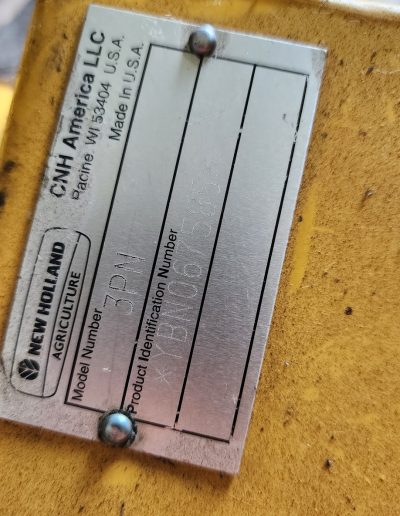 CNH America LLC
Racine, WI 53404 U.S.A.
Made In U.S.A.
NEW HOLLAND
AGRICULTURE
Model Number
3PN
Product Identification Number